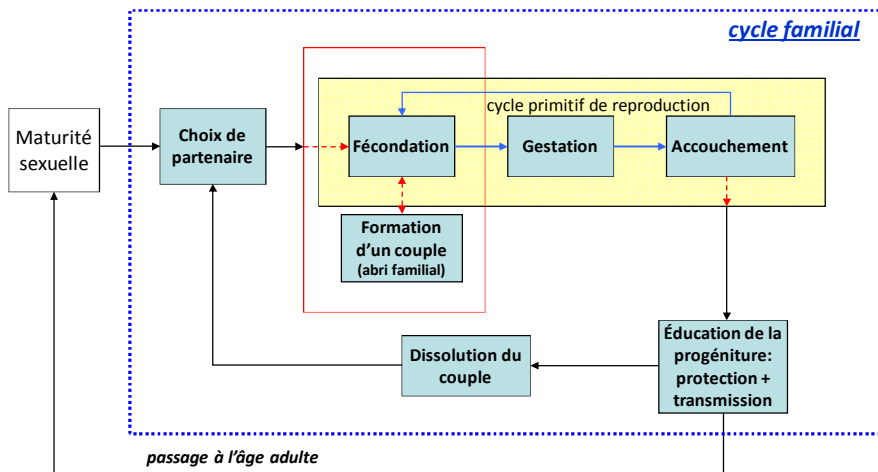 cycle familial
cycle primitif de reproduction
Maturité
sexuelle
Choix de
partenaire
Fécondation
Gestation
Accouchement
Formation
d'un couple
(abri familial)
Éducation de la
progéniture:
protection +
transmission
Dissolution du
couple
passage à l'âge adulte